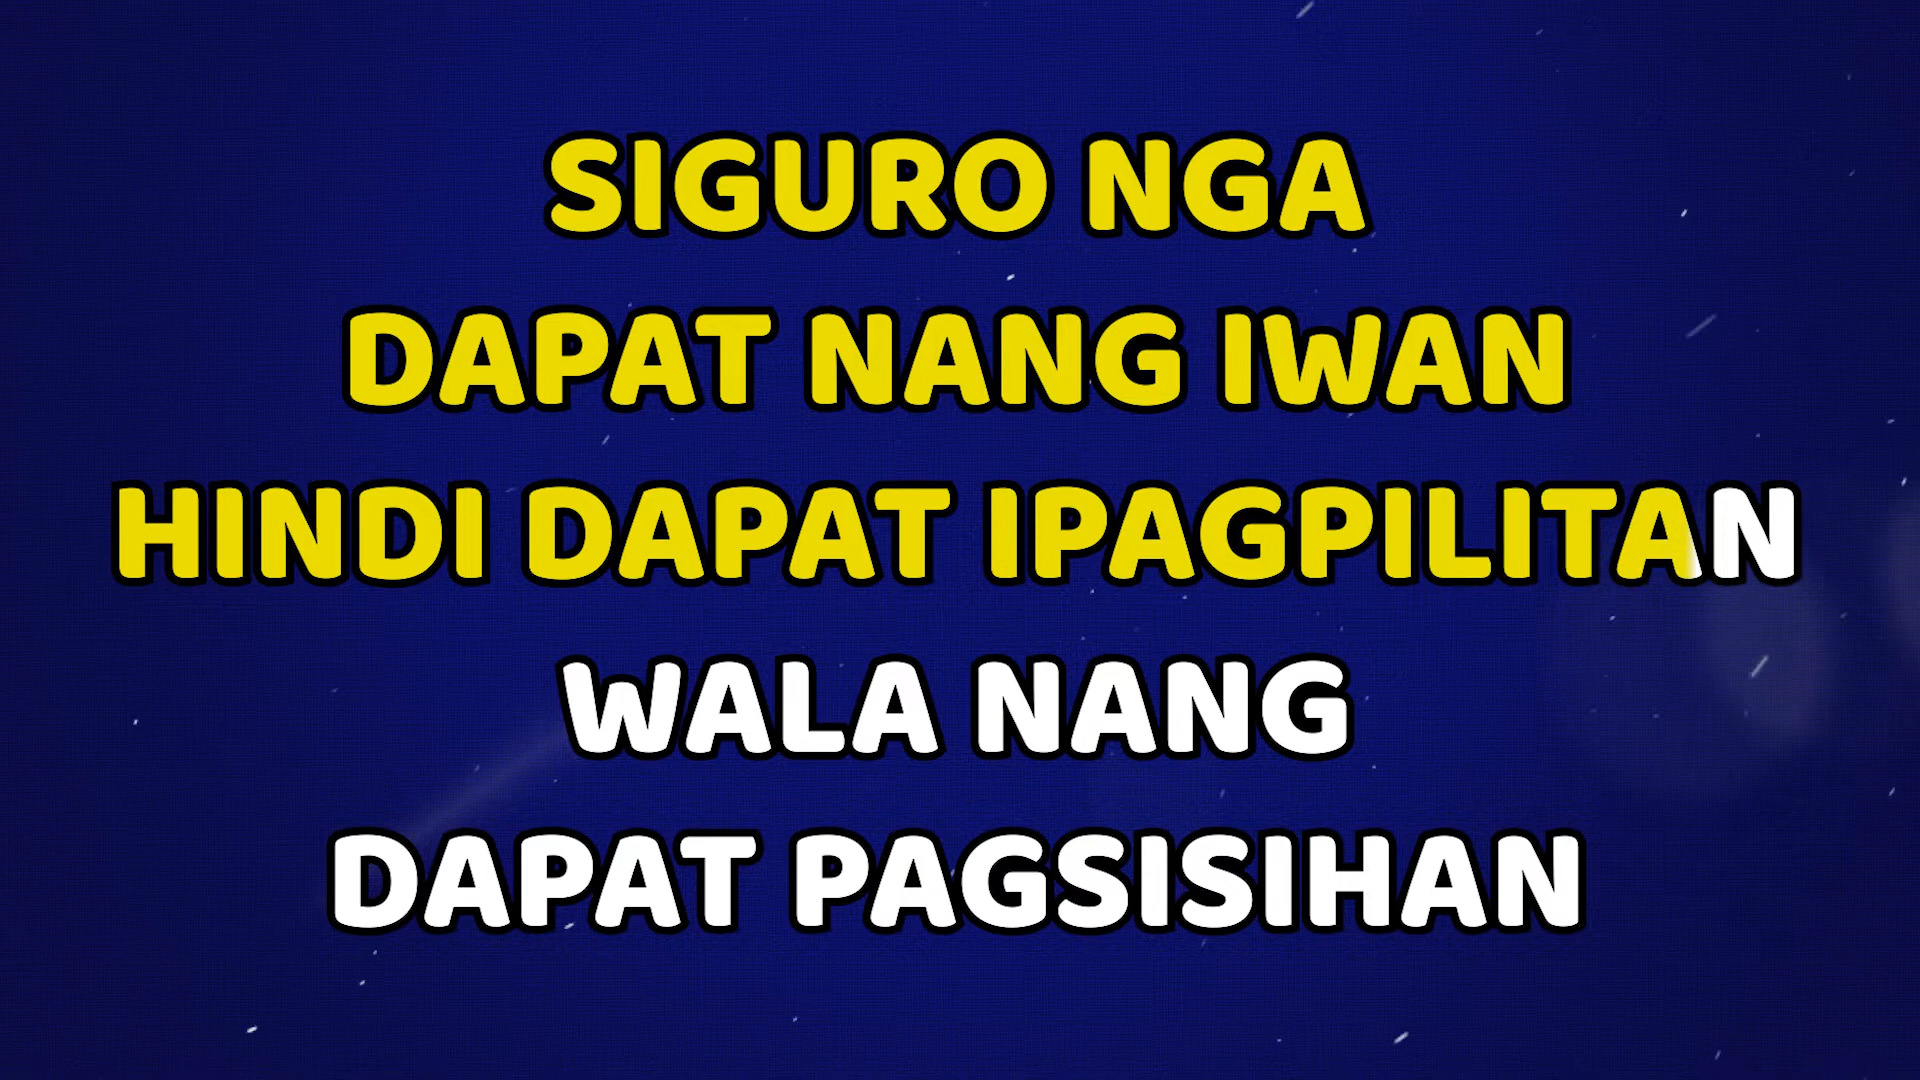 SIGURO NGA
DAPAT NANG IWAN
HINDI DAPAT IPAGPILITAN
WALA NANG
DAPAT PAGSISIHAN